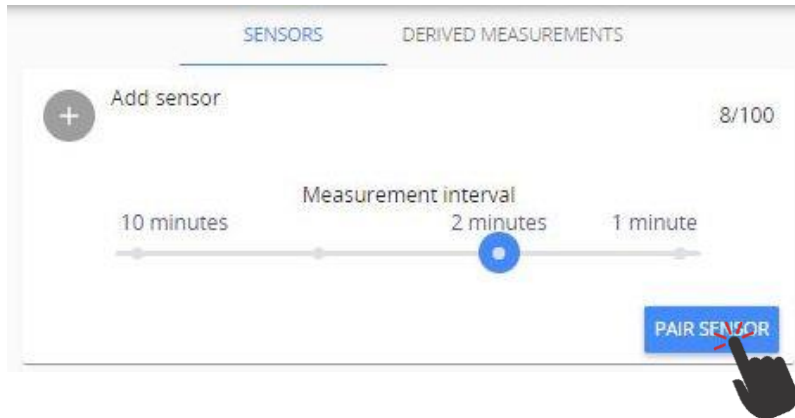 SENSORS DERIVED MEASUREMENTS
Add sensor
8/100
Measurement interval
10 minutes 2 minutes 1 minute
PAIR SENSOR